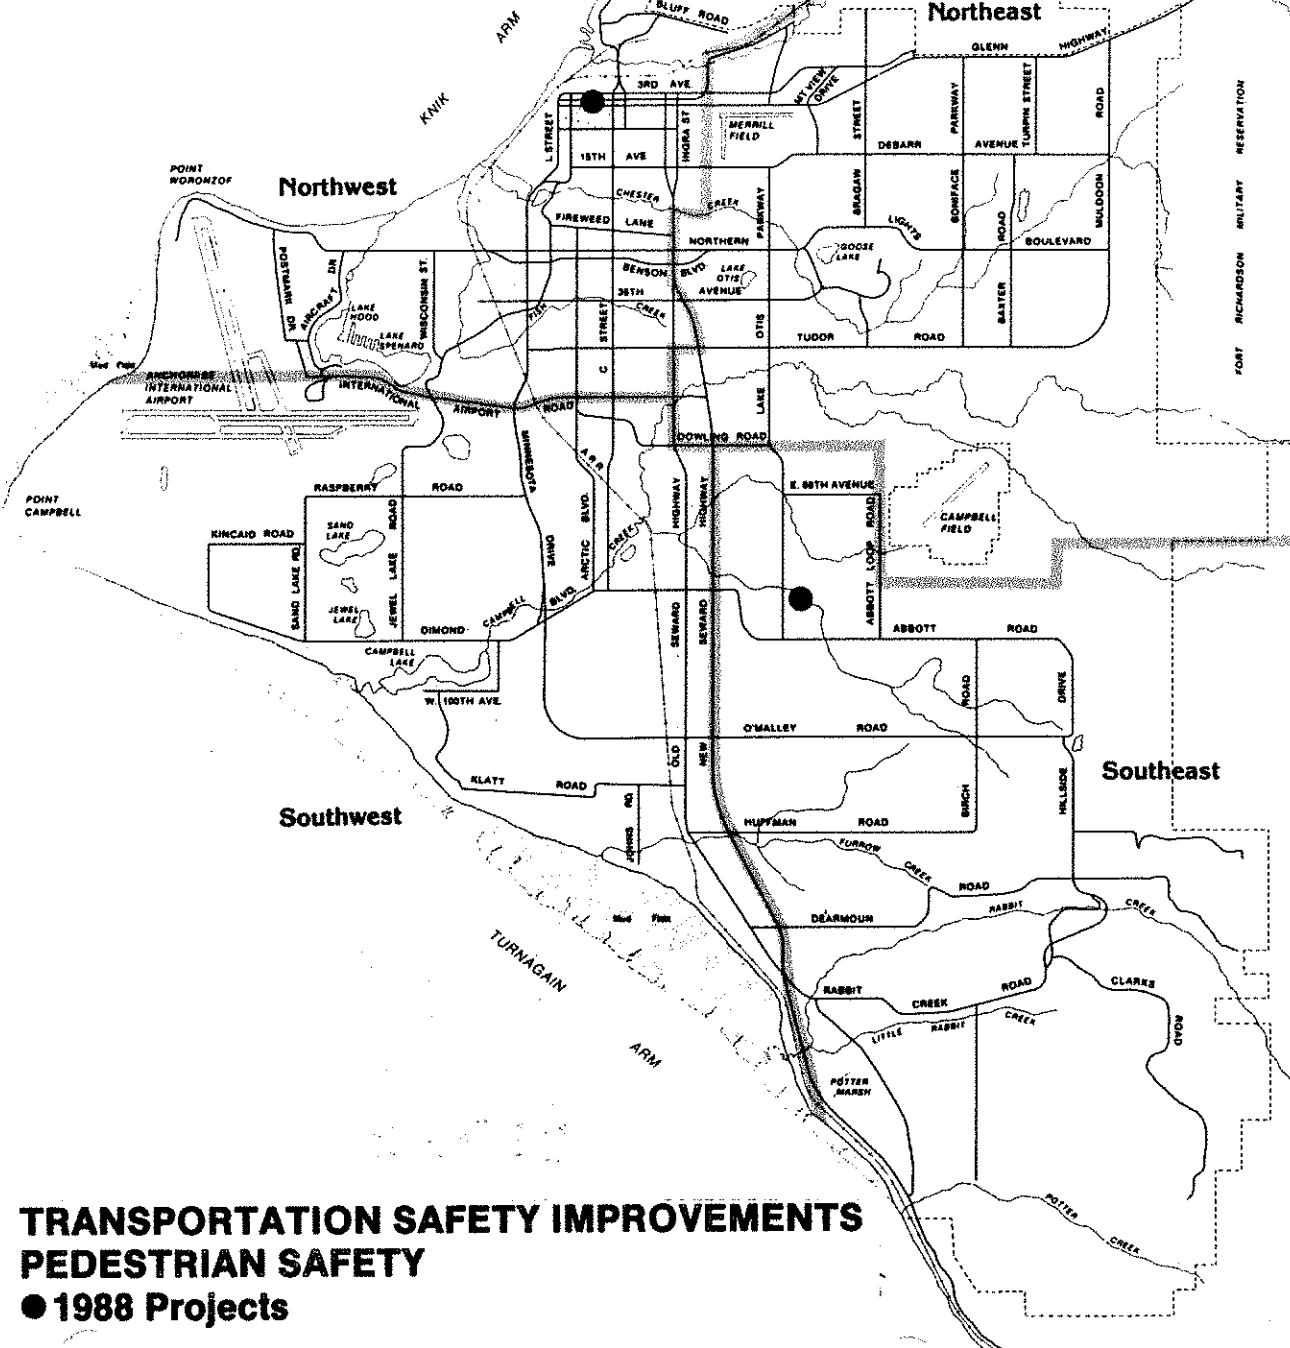 BLUFF ROAD
Northeast
ARM
GLENN HIGHWAY
3RD AVE.
MT VIEW DRIVE
KNIK
L STREET
INGRA ST
MERRILL FIELD
STREET
PARKWAY
TURPIN STREET
ROAD
RESERVATION
DEBARR AVENUE
15TH AVE
POINT WORONZOF
Northwest
CHESTER CREEK
PARKWAY
BRAGAW
BONIFACE
ROAD
MULDOON
MILITARY
FIREWEED LANE
NORTHERN LIGHTS BOULEVARD
GOOSE LAKE
BENSON BLVD
LAKE OTIS
36TH AVENUE
POSTMARK DR
AIRCRAFT DR
WISCONSIN ST.
LAKE HOOD
LAKE SPENARD
FISH CREEK
STREET
C
OTIS
BAXTER
TUDOR ROAD
RICHARDSON
FORT
ANCHORAGE INTERNATIONAL AIRPORT
INTERNATIONAL AIRPORT ROAD
LAKE
DOWLING ROAD
MINNESOTA
A.R.R.
POINT CAMPBELL
RASPBERRY ROAD
E. 68TH AVENUE
CAMPBELL FIELD
KINCAID ROAD
SAND LAKE
SAND LAKE RD.
JEWEL LAKE ROAD
JEWEL LAKE
DRIVE
ARCTIC BLVD.
CREEK
HIGHWAY
HIGHWAY
ABBOTT LOOP ROAD
DIMOND BLVD.
CAMPBELL
SEWARD
SEWARD
ABBOTT ROAD
CAMPBELL LAKE
W. 100TH AVE.
ROAD
DRIVE
O'MALLEY ROAD
OLD
NEW
KLATT ROAD
Southeast
BIRCH
HILLSIDE
Southwest
JOHNS RD.
HUFFMAN ROAD
FURROW CREEK
ROAD
DEARMOUN
RABBIT CREEK
Mud Flats
TURNAGAIN
RABBIT CREEK ROAD
CLARKS
ROAD
LITTLE RABBIT CREEK
ARM
POTTER MARSH
POTTER CREEK
TRANSPORTATION SAFETY IMPROVEMENTS
PEDESTRIAN SAFETY
● 1988 Projects